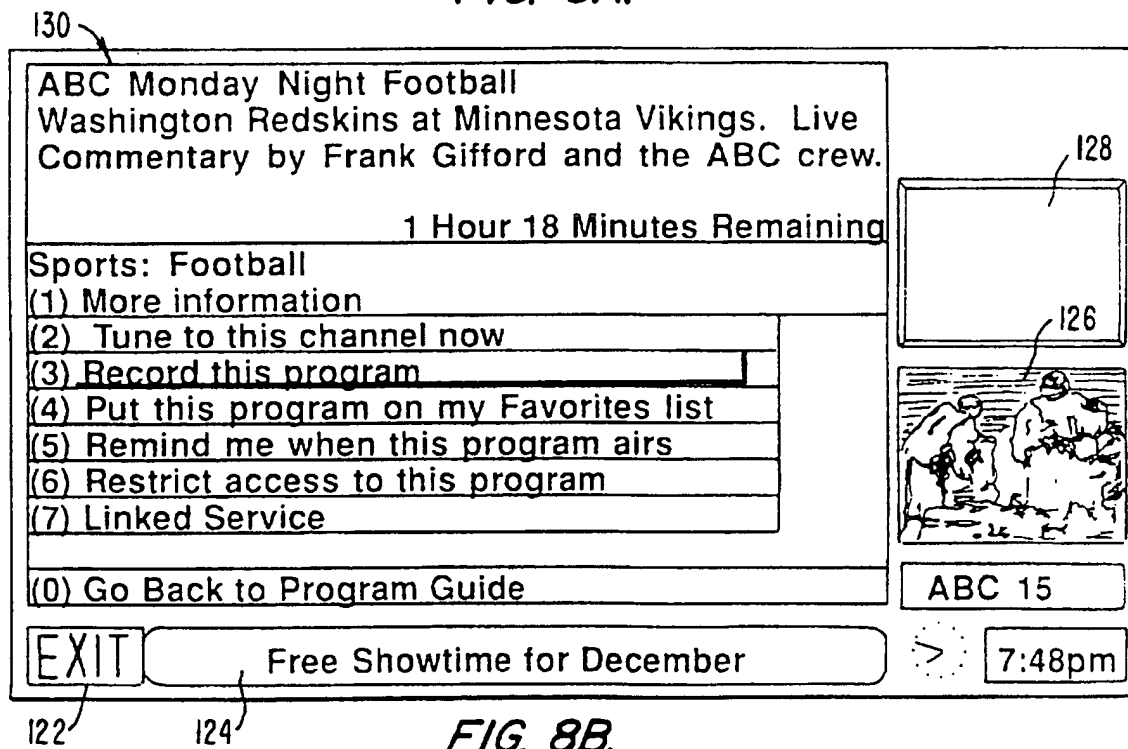 130
ABC Monday Night Football
Washington Redskins at Minnesota Vikings. Live
Commentary by Frank Gifford and the ABC crew.
1 Hour 18 Minutes Remaining
128
Sports: Football
(1) More information
(2) Tune to this channel now
(3) Record this program
(4) Put this program on my Favorites list
(5) Remind me when this program airs
(6) Restrict access to this program
(7) Linked Service
126
(0) Go Back to Program Guide
ABC 15
EXIT
Free Showtime for December
7:48pm
122
124
FIG. 8B.